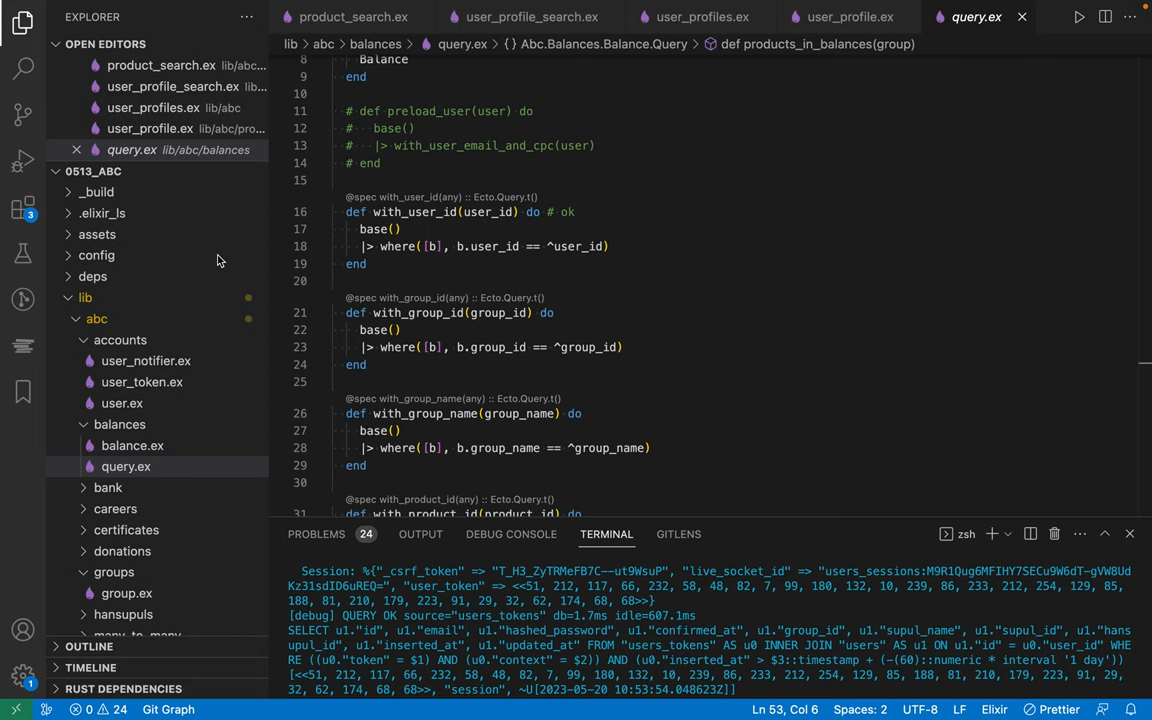 EXPLORER
product_search.ex
user_profile_search.ex
user_profiles.ex
user_profile.ex
query.ex
OPEN EDITORS
lib > abc > balances > query.ex > {} Abc.Balances.Balance.Query > def products_in_balances(group)
product_search.ex lib/abc...
user_profile_search.ex lib...
user_profiles.ex lib/abc
user_profile.ex lib/abc/pro...
query.ex lib/abc/balances
0513_ABC
_build
.elixir_ls
assets
config
deps
lib
abc
accounts
user_notifier.ex
user_token.ex
user.ex
balances
balance.ex
query.ex
bank
careers
certificates
donations
groups
group.ex
hansupuls
many_to_many
OUTLINE
TIMELINE
RUST DEPENDENCIES
3
1
8 Balance
9 end
10
11 # def preload_user(user) do
12 #   base()
13 #   |> with_user_email_and_cpc(user)
14 # end
15
@spec with_user_id(any) :: Ecto.Query.t()
16 def with_user_id(user_id) do # ok
17 base()
18 |> where([b], b.user_id == ^user_id)
19 end
20
@spec with_group_id(any) :: Ecto.Query.t()
21 def with_group_id(group_id) do
22 base()
23 |> where([b], b.group_id == ^group_id)
24 end
25
@spec with_group_name(any) :: Ecto.Query.t()
26 def with_group_name(group_name) do
27 base()
28 |> where([b], b.group_name == ^group_name)
29 end
30
@spec with_product_id(any) :: Ecto.Query.t()
31 def with_product_id(product_id) do
PROBLEMS 24 OUTPUT DEBUG CONSOLE TERMINAL GITLENS zsh
Session: %{"_csrf_token" => "T_H3_ZyTRMeFB7C--ut9WsuP", "live_socket_id" => "users_sessions:M9R1Qug6MFIHY7SECu9W6dT-gVW8Ud
Kz31sdID6uREQ=", "user_token" => <<51, 212, 117, 66, 232, 58, 48, 82, 7, 99, 180, 132, 10, 239, 86, 233, 212, 254, 129, 85,
188, 81, 210, 179, 223, 91, 29, 32, 62, 174, 68, 68>>}
[debug] QUERY OK source="users_tokens" db=1.7ms idle=607.1ms
SELECT u1."id", u1."email", u1."hashed_password", u1."confirmed_at", u1."group_id", u1."supul_name", u1."supul_id", u1."han
supul_id", u1."inserted_at", u1."updated_at" FROM "users_tokens" AS u0 INNER JOIN "users" AS u1 ON u1."id" = u0."user_id" WHE
RE ((u0."token" = $1) AND (u0."context" = $2)) AND (u0."inserted_at" > $3::timestamp + (-(60)::numeric * interval '1 day'))
[<<51, 212, 117, 66, 232, 58, 48, 82, 7, 99, 180, 132, 10, 239, 86, 233, 212, 254, 129, 85, 188, 81, 210, 179, 223, 91, 29,
32, 62, 174, 68, 68>>, "session", ~U[2023-05-20 10:53:54.048623Z]]
0 24 Git Graph
Ln 53, Col 6 Spaces: 2 UTF-8 LF Elixir Prettier